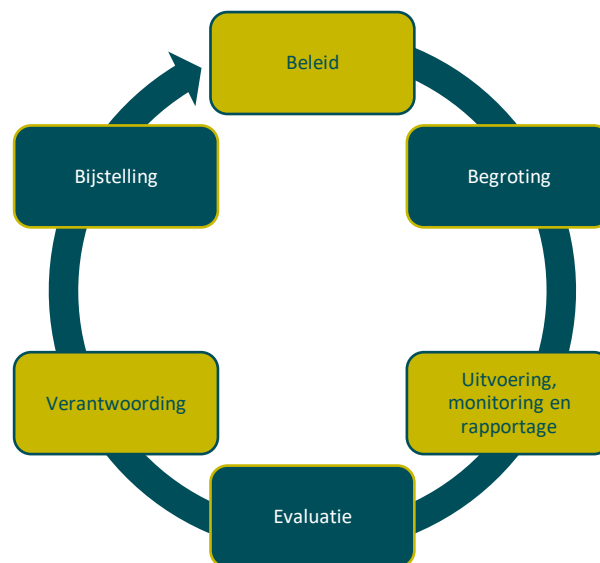 Beleid
Begroting
Uitvoering,
monitoring en
rapportage
Evaluatie
Verantwoording
Bijstelling